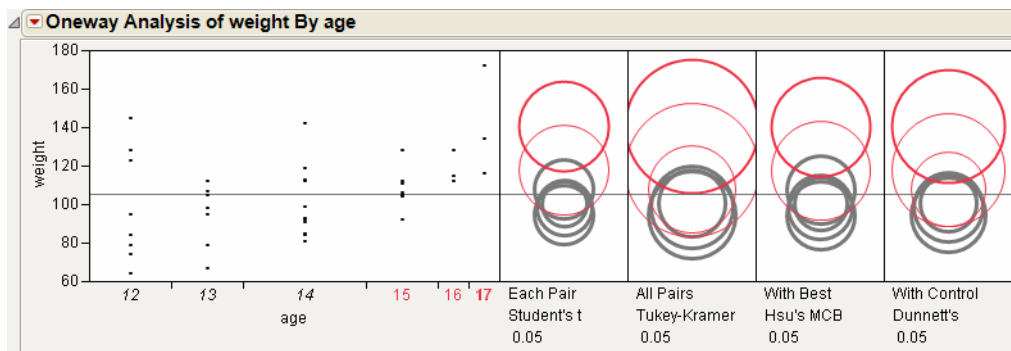 Oneway Analysis of weight By age
180
160
140
120
100
80
60
weight
12 13 14 15 16 17
age
Each Pair
Student's t
0.05
All Pairs
Tukey-Kramer
0.05
With Best
Hsu's MCB
0.05
With Control
Dunnett's
0.05